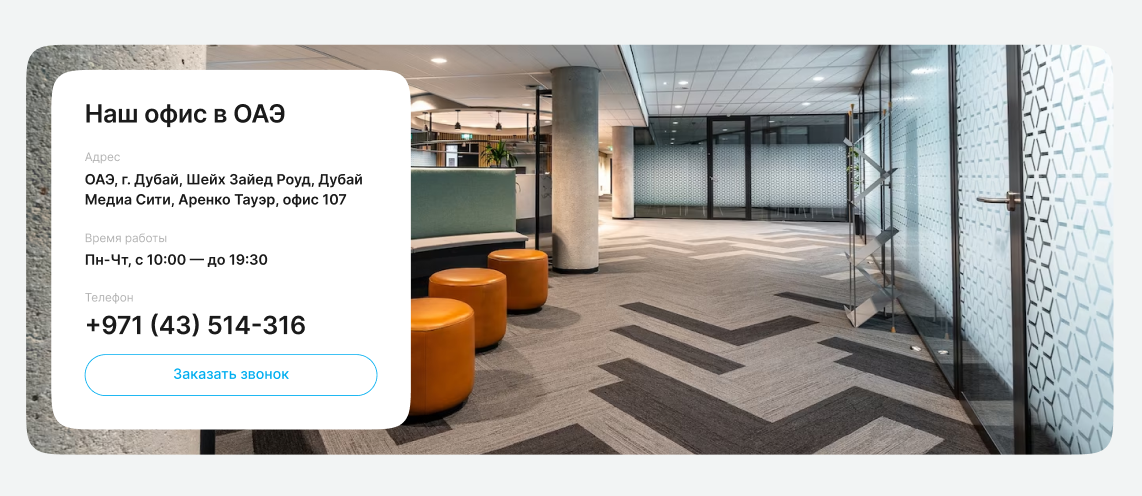 Наш офис в ОАЭ
Адрес
ОАЭ, г. Дубай, Шейх Зайед Роуд, Дубай
Медиа Сити, Аренко Тауэр, офис 107
Время работы
Пн-Чт, с 10:00 — до 19:30
Телефон
+971 (43) 514-316
Заказать звонок